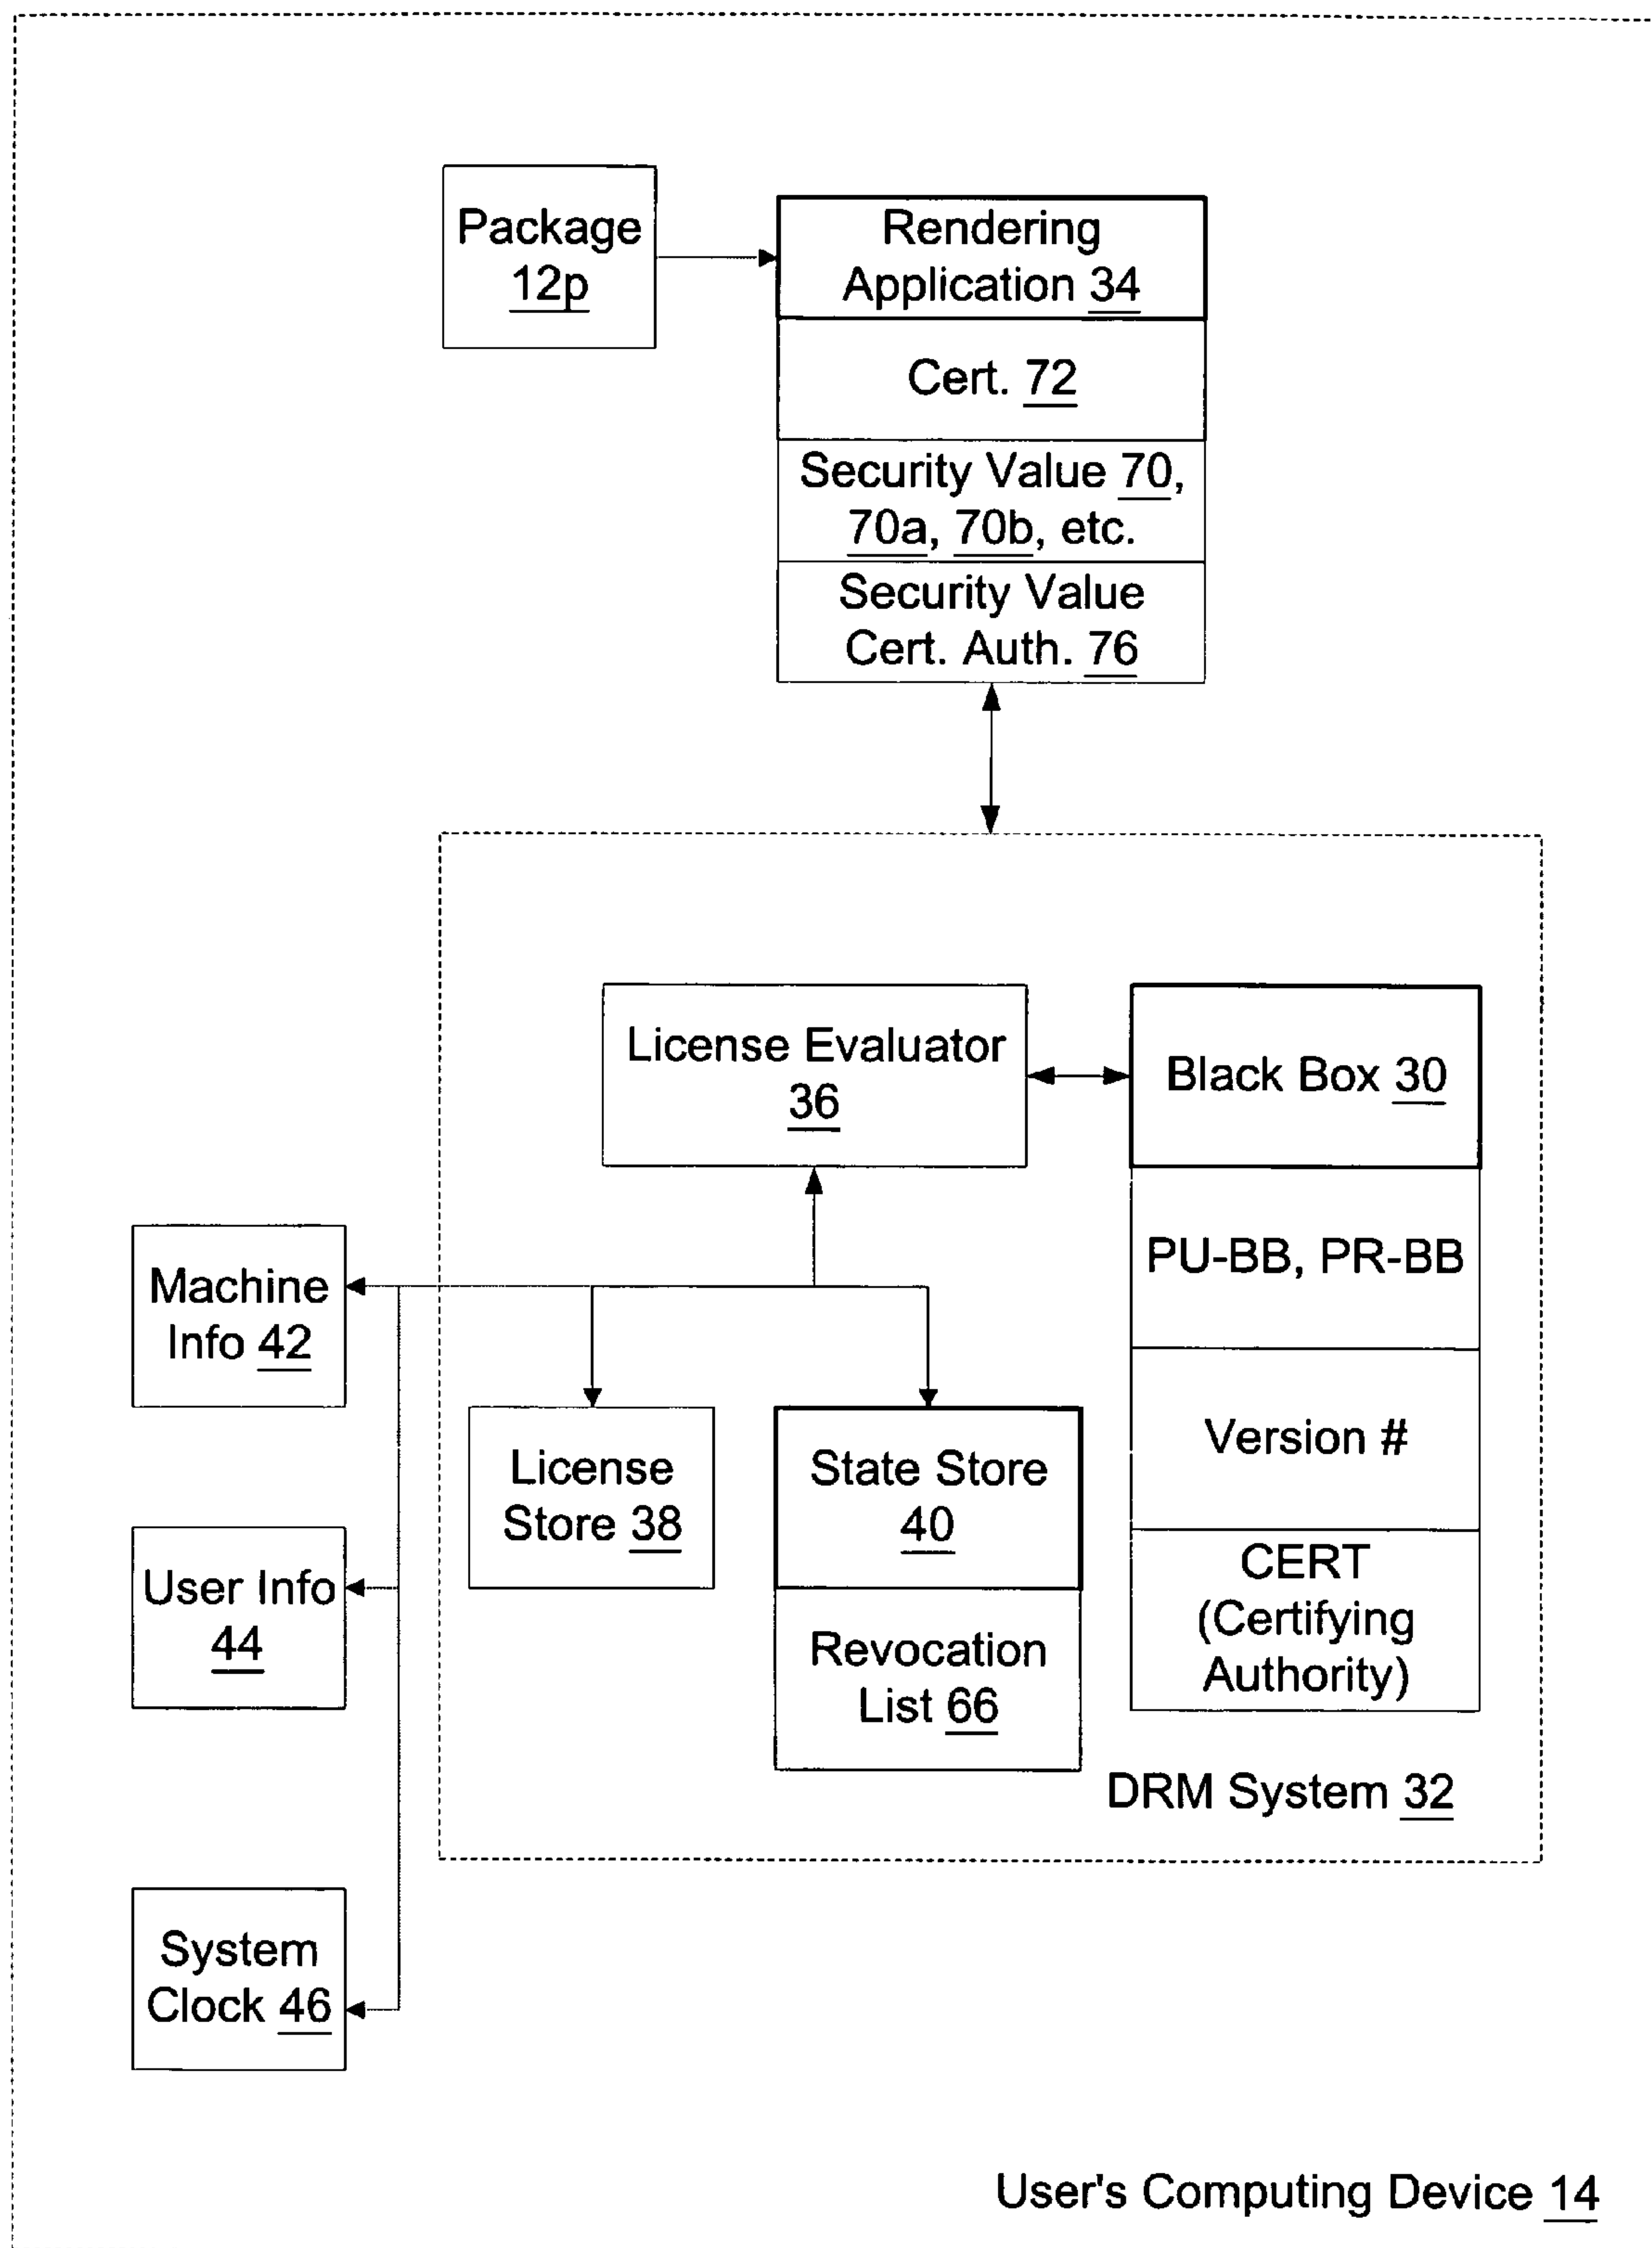 Package
12p
Rendering
Application 34
Cert. 72
Security Value 70,
70a, 70b, etc.
Security Value
Cert. Auth. 76
License Evaluator
36
Black Box 30
PU-BB, PR-BB
Version #
CERT
(Certifying
Authority)
Machine
Info 42
License
Store 38
State Store
40
Revocation
List 66
User Info
44
DRM System 32
System
Clock 46
User's Computing Device 14